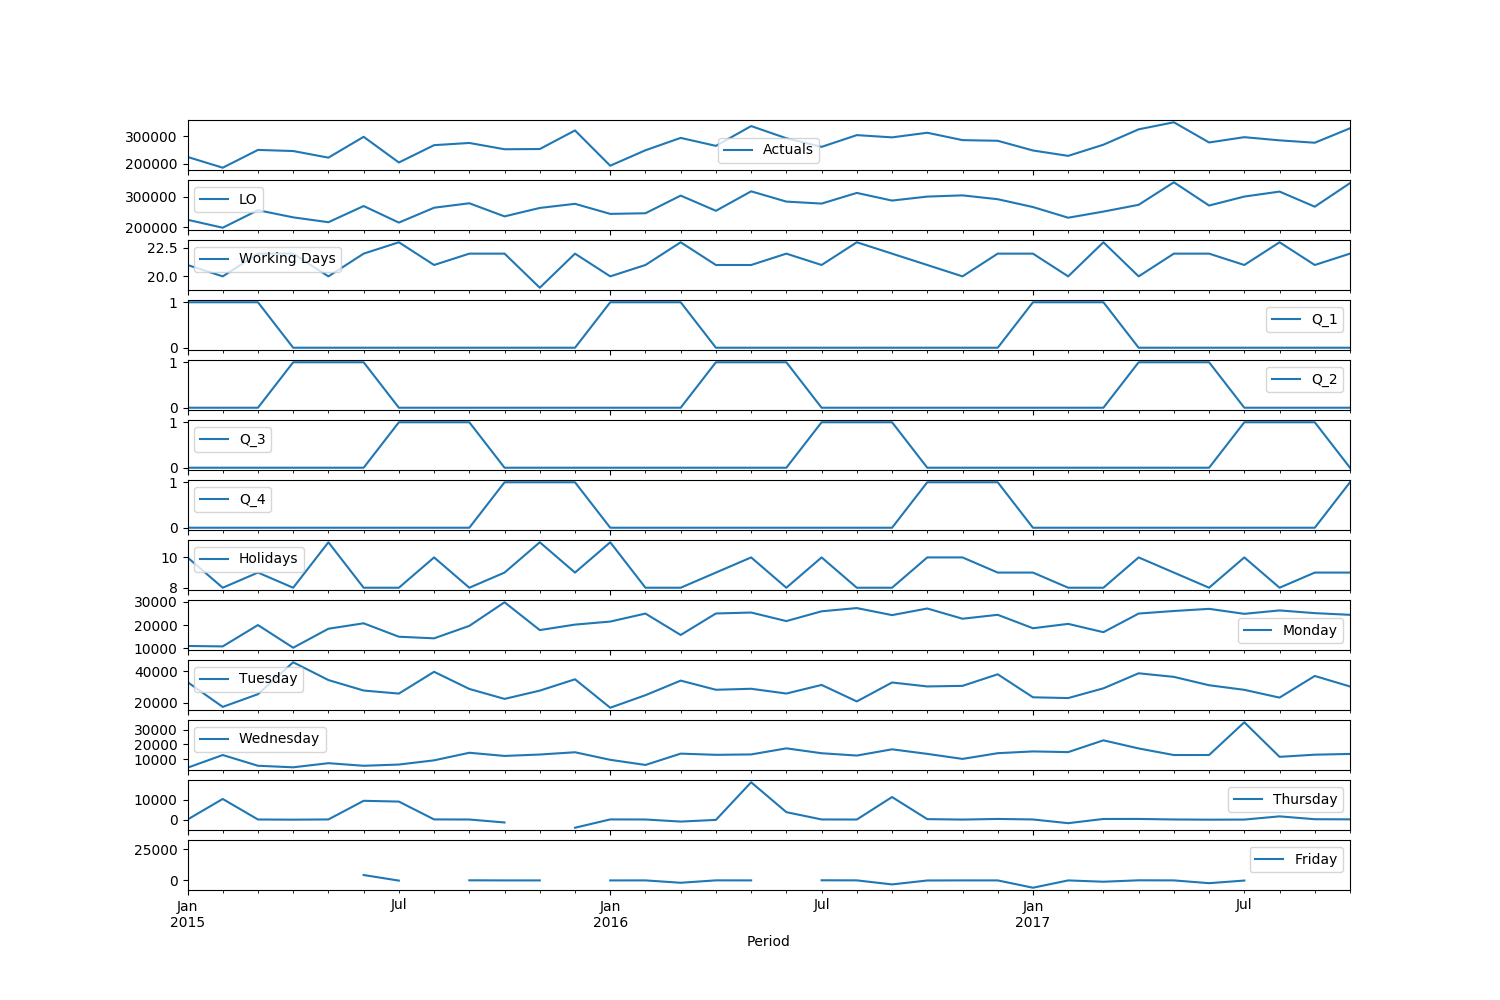 300000
200000
Actuals
300000
200000
LO
22.5
20.0
Working Days
1
0
Q_1
1
0
Q_2
1
0
Q_3
1
0
Q_4
10
8
Holidays
30000
20000
10000
Monday
40000
20000
Tuesday
30000
20000
10000
Wednesday
10000
0
Thursday
25000
0
Friday
Jan Jul Jan Jul Jan Jul
2015 2016 2017
Period